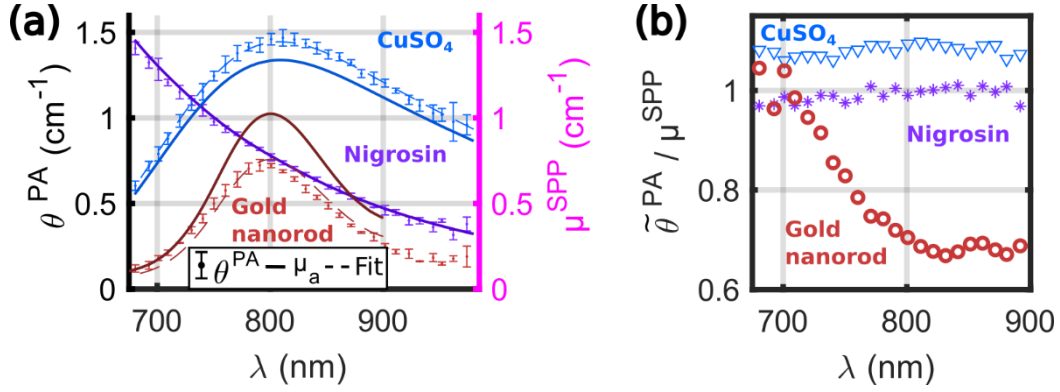 (a)
1.5
1
0.5
0
θ^PA (cm^-1)
CuSO₄
Nigrosin
Gold
nanorod
θ^PA — μ_a -- Fit
700
800
900
λ (nm)
1.5
1
0.5
0
μ^SPP (cm^-1)
(b)
1
0.8
0.6
θ̃^PA / μ^SPP
CuSO₄
Nigrosin
Gold
nanorod
700
800
900
λ (nm)